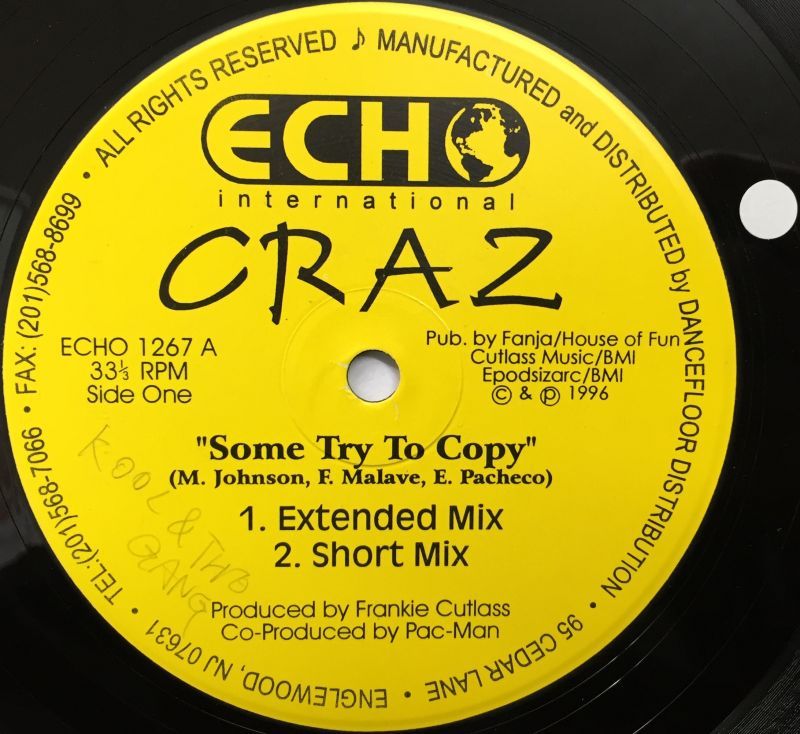 ALL RIGHTS RESERVED ♪ MANUFACTURED and DISTRIBUTED by DANCEFLOOR DISTRIBUTION • 95 CEDAR LANE • ENGLEWOOD, NJ 07631 • TEL:(201)568-7066 • FAX: (201)568-8699 •
ECHO
international
CRAZ
ECHO 1267 A
33⅓ RPM
Side One
Pub. by Fanja/House of Fun
Cutlass Music/BMI
Epodsizarc/BMI
© & ℗ 1996
"Some Try To Copy"
(M. Johnson, F. Malave, E. Pacheco)
1. Extended Mix
2. Short Mix
KOOL & THE
GANG
Produced by Frankie Cutlass
Co-Produced by Pac-Man